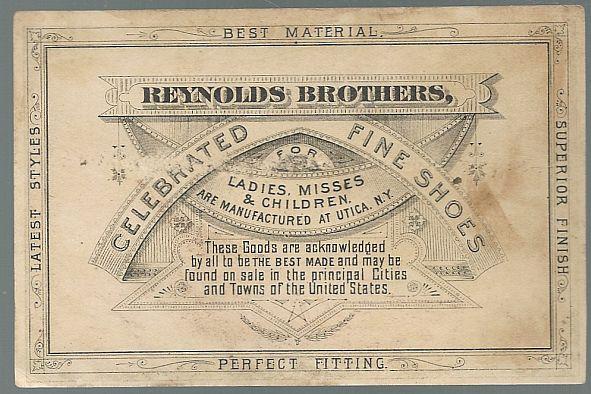 BEST MATERIAL.
LATEST STYLES
SUPERIOR FINISH
REYNOLDS BROTHERS,
CELEBRATED FINE SHOES
FOR
LADIES, MISSES
& CHILDREN,
ARE MANUFACTURED AT UTICA, N.Y
These Goods are acknowledged
by all to be THE BEST MADE and may be
found on sale in the principal Cities
and Towns of the United States.
PERFECT FITTING.